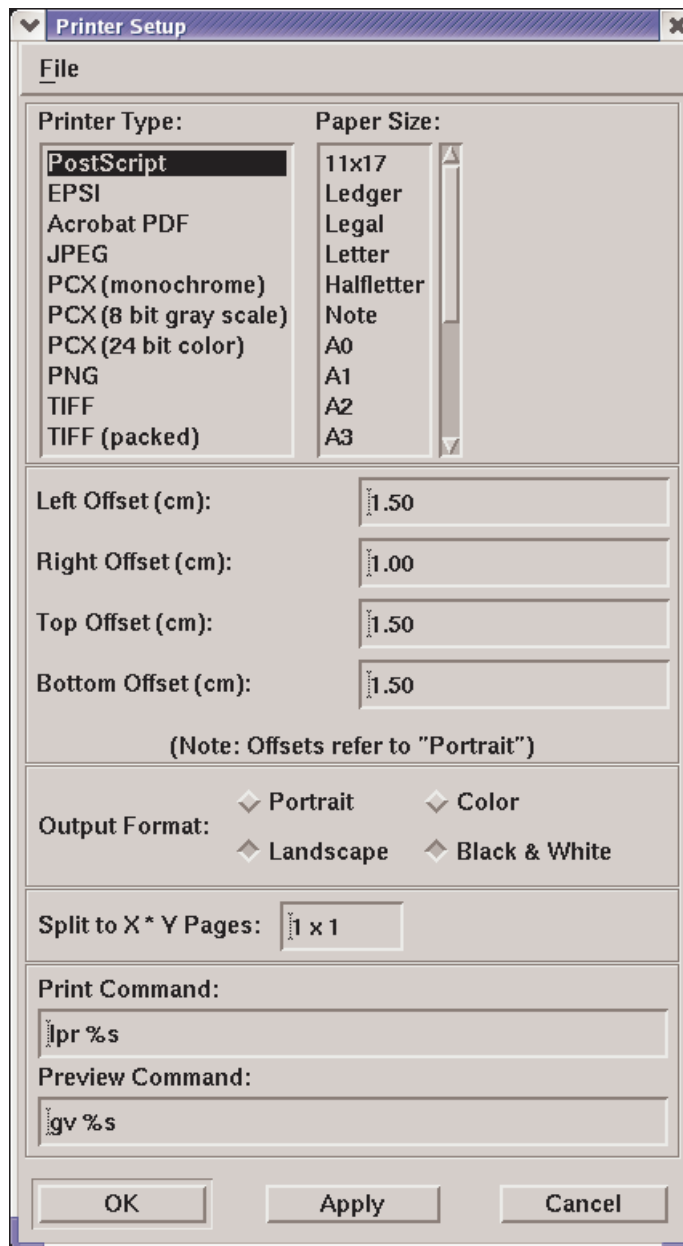 Printer Setup
File
Printer Type:
PostScript
EPSI
Acrobat PDF
JPEG
PCX (monochrome)
PCX (8 bit gray scale)
PCX (24 bit color)
PNG
TIFF
TIFF (packed)
Paper Size:
11x17
Ledger
Legal
Letter
Halfletter
Note
A0
A1
A2
A3
Left Offset (cm): 1.50
Right Offset (cm): 1.00
Top Offset (cm): 1.50
Bottom Offset (cm): 1.50
(Note: Offsets refer to "Portrait")
Output Format:
Portrait Color
Landscape Black & White
Split to X * Y Pages: 1 x 1
Print Command:
lpr %s
Preview Command:
gv %s
OK Apply Cancel